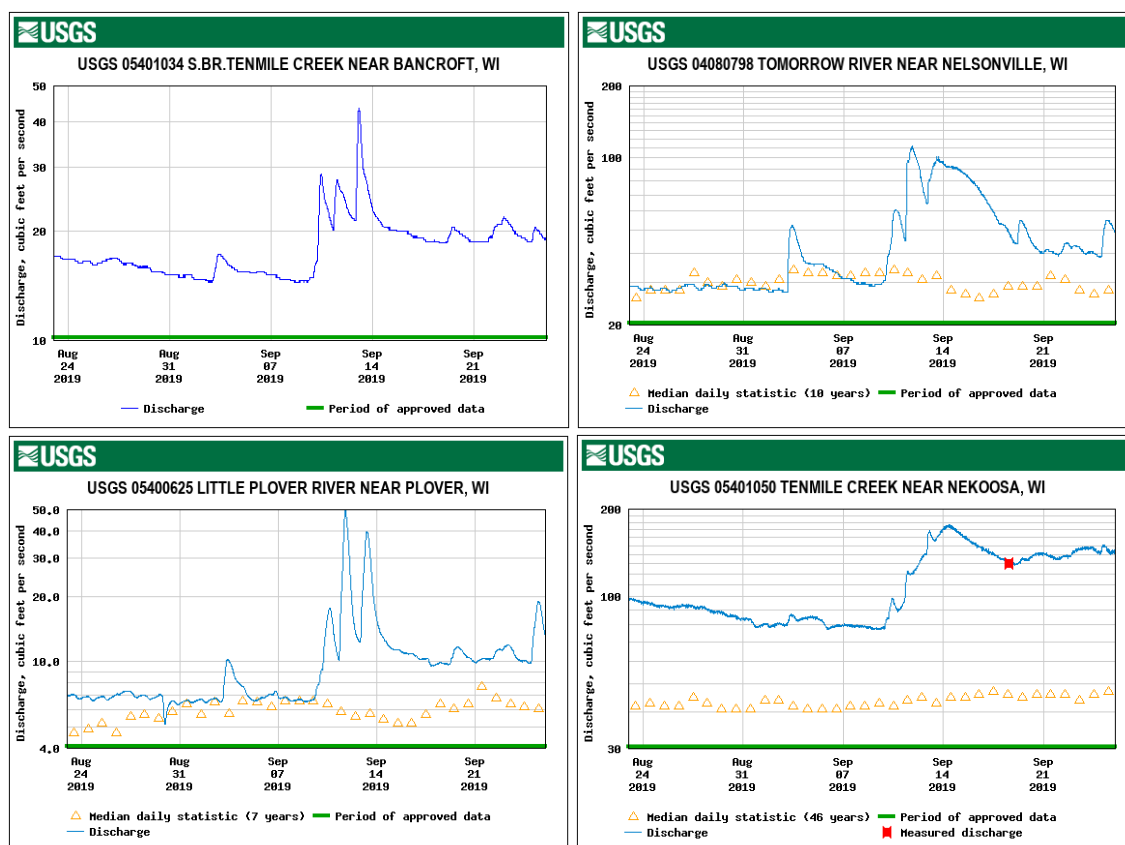 USGS
USGS 05401034 S.BR.TENMILE CREEK NEAR BANCROFT, WI
Discharge, cubic feet per second
50
40
30
20
10
Aug 24 2019
Aug 31 2019
Sep 07 2019
Sep 14 2019
Sep 21 2019
Discharge
Period of approved data
USGS
USGS 04080798 TOMORROW RIVER NEAR NELSONVILLE, WI
Discharge, cubic feet per second
200
100
20
Aug 24 2019
Aug 31 2019
Sep 07 2019
Sep 14 2019
Sep 21 2019
Median daily statistic (10 years)
Period of approved data
Discharge
USGS
USGS 05400625 LITTLE PLOVER RIVER NEAR PLOVER, WI
Discharge, cubic feet per second
50.0
40.0
30.0
20.0
10.0
4.0
Aug 24 2019
Aug 31 2019
Sep 07 2019
Sep 14 2019
Sep 21 2019
Median daily statistic (7 years)
Period of approved data
Discharge
USGS
USGS 05401050 TENMILE CREEK NEAR NEKOOSA, WI
Discharge, cubic feet per second
200
100
30
Aug 24 2019
Aug 31 2019
Sep 07 2019
Sep 14 2019
Sep 21 2019
Median daily statistic (46 years)
Period of approved data
Discharge
Measured discharge